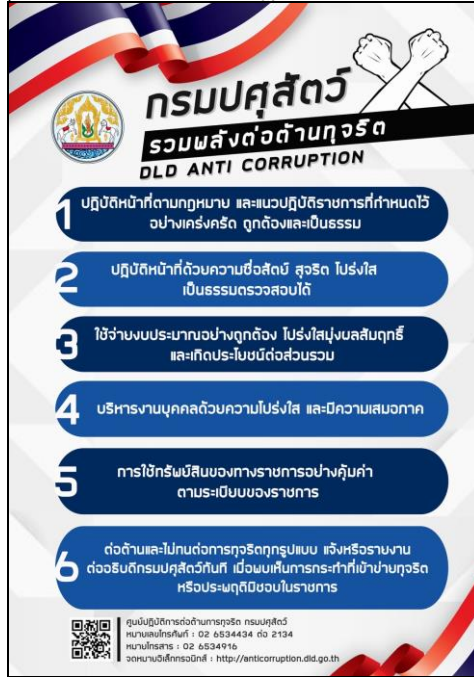 กรมปศุสัตว์
รวมพลังต่อต้านทุจริต
DLD ANTI CORRUPTION
1 ปฏิบัติหน้าที่ตามกฎหมาย และแนวปฏิบัติราชการที่กำหนดไว้
อย่างเคร่งครัด ถูกต้องและเป็นธรรม
2 ปฏิบัติหน้าที่ด้วยความซื่อสัตย์ สุจริต โปร่งใส
เป็นธรรมตรวจสอบได้
3 ใช้จ่ายงบประมาณอย่างถูกต้อง โปร่งใสมุ่งผลสัมฤทธิ์
และเกิดประโยชน์ต่อส่วนรวม
4 บริหารงานบุคคลด้วยความโปร่งใส และมีความเสมอภาค
5 การใช้ทรัพย์สินของทางราชการอย่างคุ้มค่า
ตามระเบียบของราชการ
6 ต่อต้านและไม่ทนต่อการทุจริตทุกรูปแบบ แจ้งหรือรายงาน
ต่ออธิบดีกรมปศุสัตว์ทันที เมื่อพบเห็นการกระทำที่เข้าข่ายทุจริต
หรือประพฤติมิชอบในราชการ
ศูนย์ปฏิบัติการต่อต้านการทุจริต กรมปศุสัตว์
หมายเลขโทรศัพท์ : 02 6534434 ต่อ 2134
หมายโทรสาร : 02 6534916
จดหมายอิเล็กทรอนิกส์ : http://anticorruption.dld.go.th